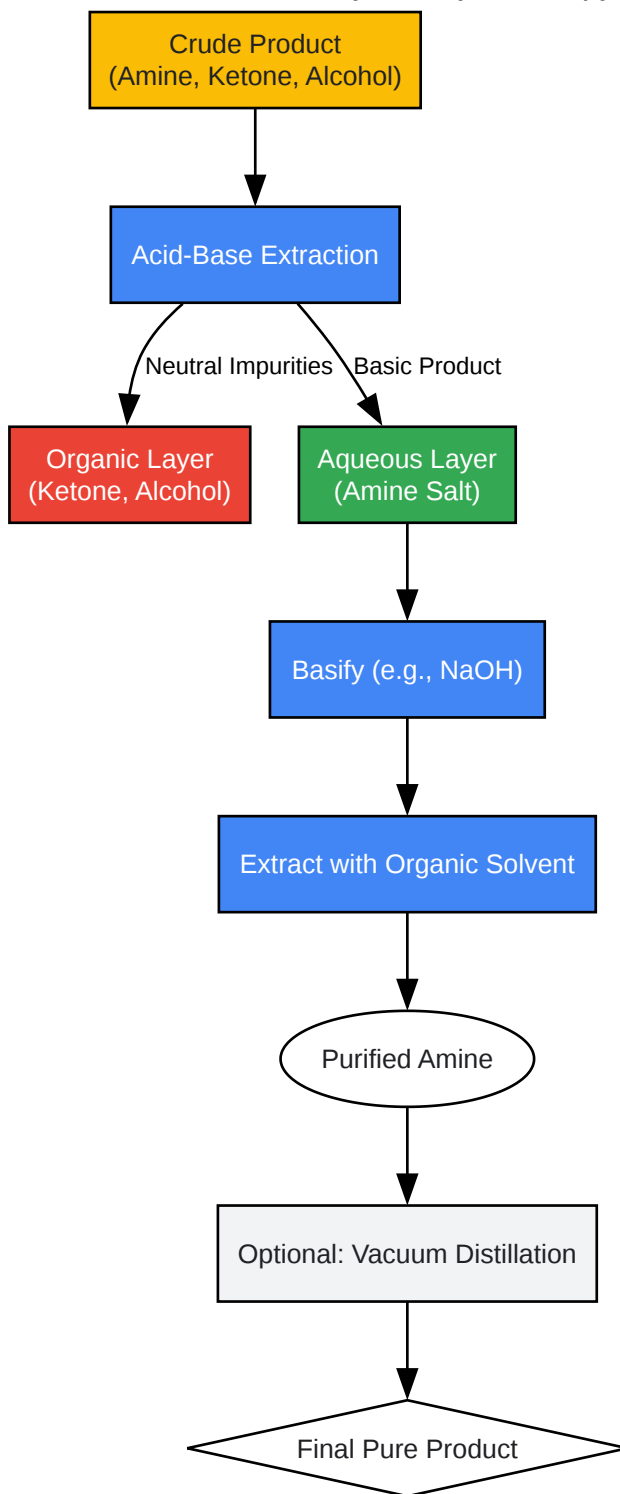 Crude Product
(Amine, Ketone, Alcohol)
Acid-Base Extraction
Neutral Impurities
Basic Product
Organic Layer
(Ketone, Alcohol)
Aqueous Layer
(Amine Salt)
Basify (e.g., NaOH)
Extract with Organic Solvent
Purified Amine
Optional: Vacuum Distillation
Final Pure Product